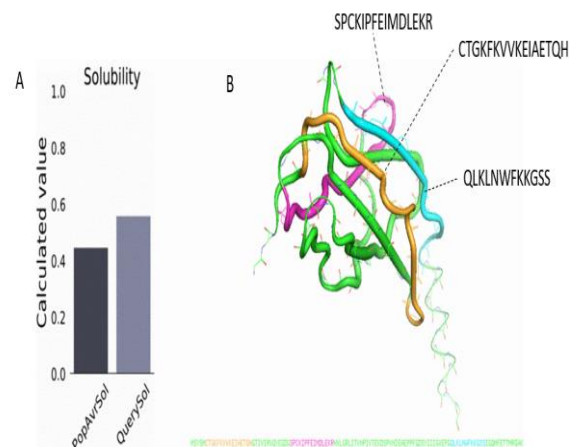 A
Solubility
Calculated value
1.0
0.8
0.6
0.4
0.2
0.0
PopAvrSol
QuerySol
B
SPCKIPFEIMDLEKR
CTGKFKVVKEIAETQH
QLKLNWFKKGSS